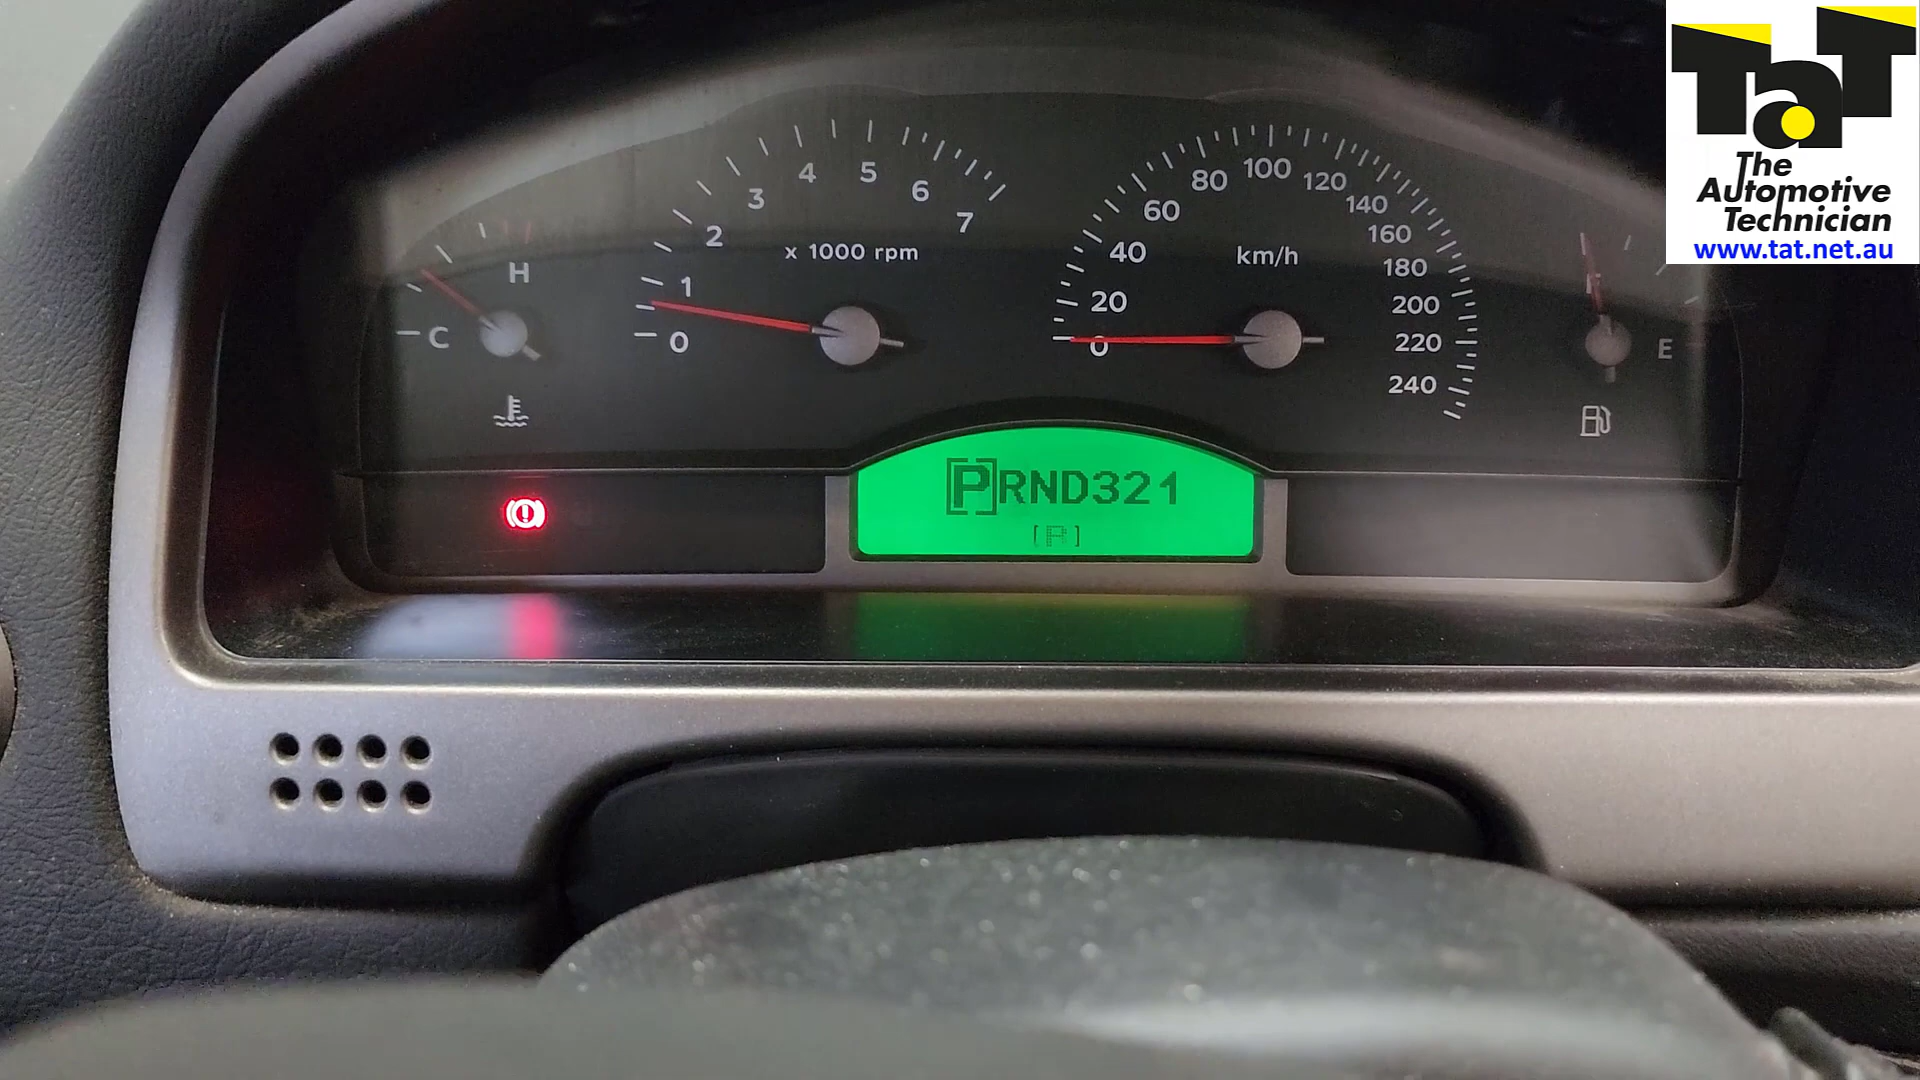 TaT
The
Automotive
Technician
www.tat.net.au
H
C
0
1
2
3
4
5
6
7
x 1000 rpm
0
20
40
60
80
100
120
140
160
180
200
220
240
km/h
E
[P]RND321